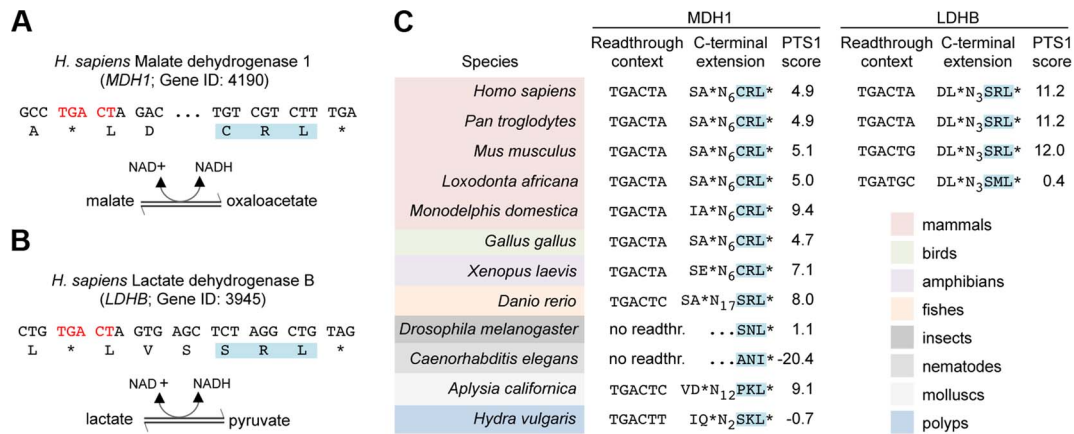 A
H. sapiens Malate dehydrogenase 1
(MDH1; Gene ID: 4190)
GCC TGA CTA GAC ... TGT CGT CTT TGA
A * L D C R L *
NAD+ NADH
malate oxaloacetate
B
H. sapiens Lactate dehydrogenase B
(LDHB; Gene ID: 3945)
CTG TGA CTA GTG AGC TCT AGG CTG TAG
L * L V S S R L *
NAD+ NADH
lactate pyruvate
C
MDH1 LDHB
Readthrough C-terminal PTS1 Readthrough C-terminal PTS1
Species context extension score context extension score
Homo sapiens TGACTA SA*N6CRL* 4.9 TGACTA DL*N3SRL* 11.2
Pan troglodytes TGACTA SA*N6CRL* 4.9 TGACTA DL*N3SRL* 11.2
Mus musculus TGACTA SA*N6CRL* 5.1 TGACTG DL*N3SRL* 12.0
Loxodonta africana TGACTA SA*N6CRL* 5.0 TGATGC DL*N3SML* 0.4
Monodelphis domestica TGACTA IA*N6CRL* 9.4
Gallus gallus TGACTA SA*N6CRL* 4.7
Xenopus laevis TGACTA SE*N6CRL* 7.1
Danio rerio TGACTC SA*N17SRL* 8.0
Drosophila melanogaster no readthr. ...SNL* 1.1
Caenorhabditis elegans no readthr. ...ANI* -20.4
Aplysia californica TGACTC VD*N12PKL* 9.1
Hydra vulgaris TGACTT IQ*N2SKL* -0.7
mammals
birds
amphibians
fishes
insects
nematodes
molluscs
polyps